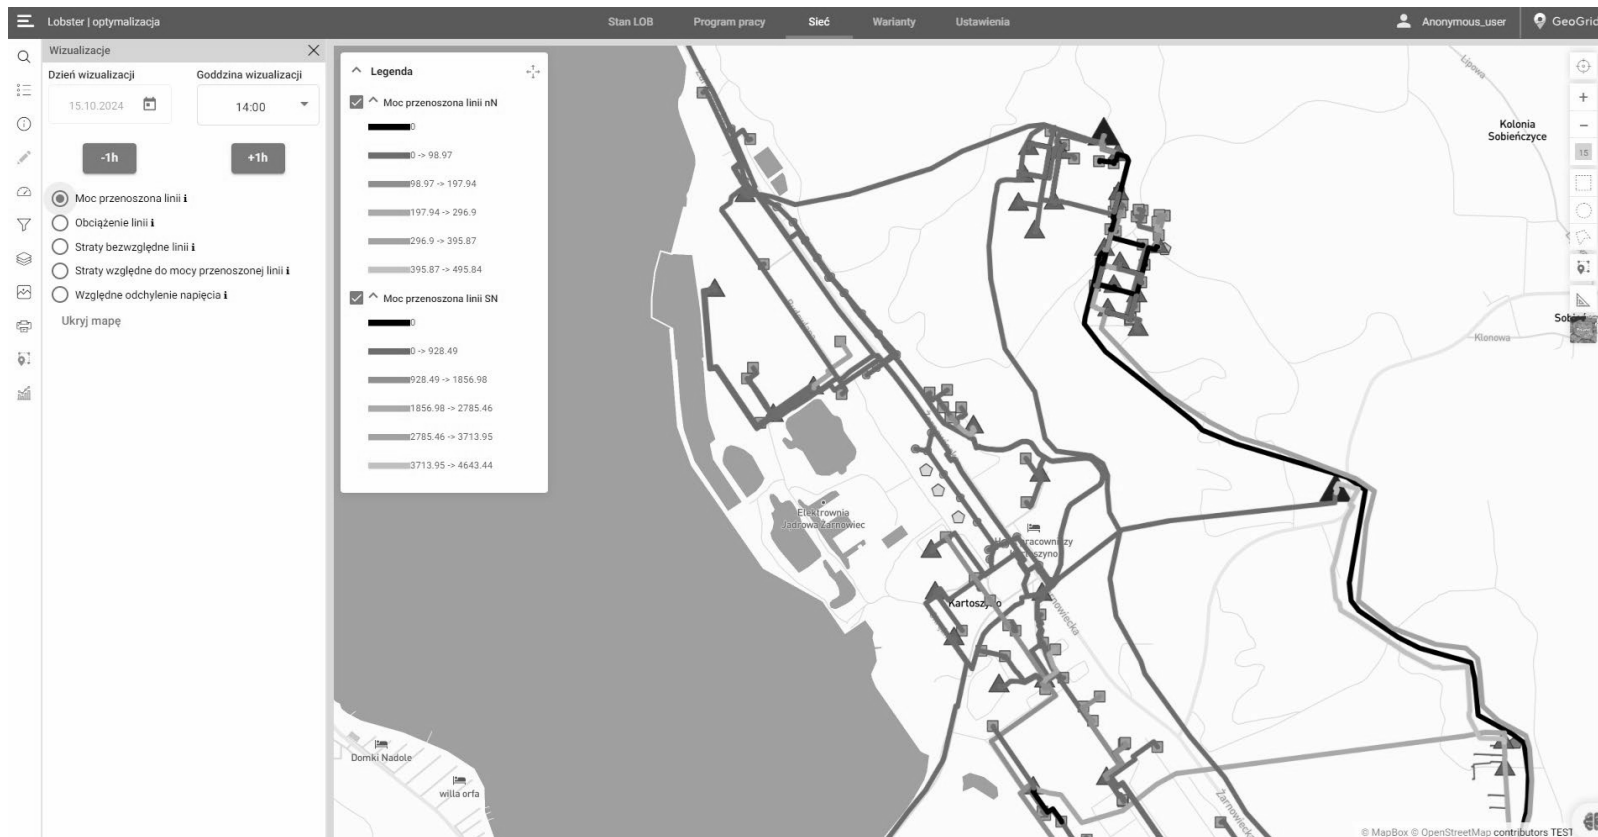 Lobster | optymalizacja
Stan LOB
Program pracy
Sieć
Warianty
Ustawienia
Anonymous_user
GeoGrid
Wizualizacje
Dzień wizualizacji
Goddzina wizualizacji
15.10.2024
14:00
-1h
+1h
Moc przenoszona linii i
Obciążenie linii i
Straty bezwzględne linii i
Straty względne do mocy przenoszonej linii i
Względne odchylenie napięcia i
Ukryj mapę
Legenda
Moc przenoszona linii nN
0
0 -> 98.97
98.97 -> 197.94
197.94 -> 296.9
296.9 -> 395.87
395.87 -> 495.84
Moc przenoszona linii SN
0
0 -> 928.49
928.49 -> 1856.98
1856.98 -> 2785.46
2785.46 -> 3713.95
3713.95 -> 4643.44
Lipowa
Kolonia
Sobieńczyce
15
Klonowa
Elektrownia
Jądrowa Żarnowiec
Kartoszyno
Żarnowiecka
Domki Nadole
willa orfa
© MapBox © OpenStreetMap contributors TEST